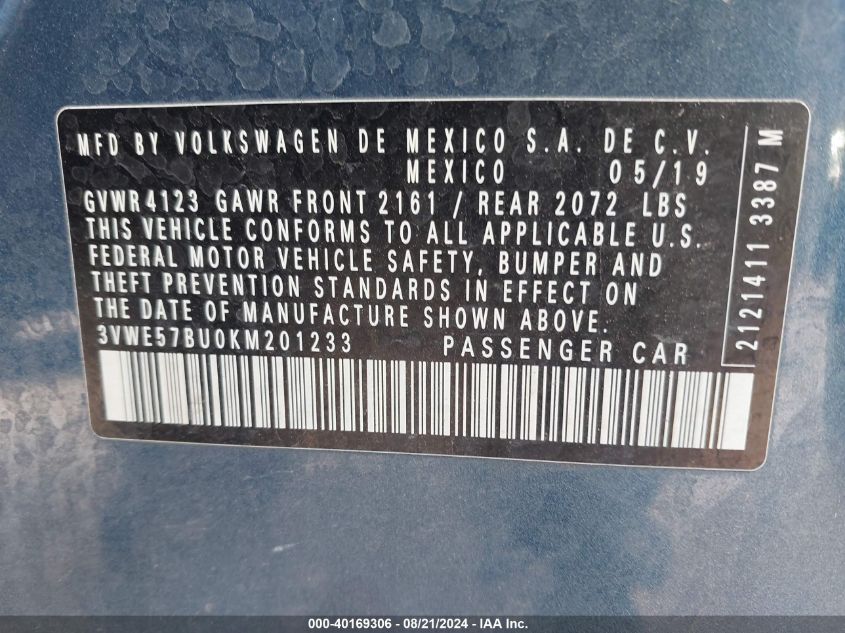 MFD BY VOLKSWAGEN DE MEXICO S.A. DE C.V.
MEXICO 05/19
GVWR 4123 GAWR FRONT 2161 / REAR 2072 LBS
THIS VEHICLE CONFORMS TO ALL APPLICABLE U.S.
FEDERAL MOTOR VEHICLE SAFETY, BUMPER AND
THEFT PREVENTION STANDARDS IN EFFECT ON
THE DATE OF MANUFACTURE SHOWN ABOVE.
3VWE57BU0KM201233 PASSENGER CAR
2121411 3387 M
000-40169306 - 08/21/2024 - IAA Inc.